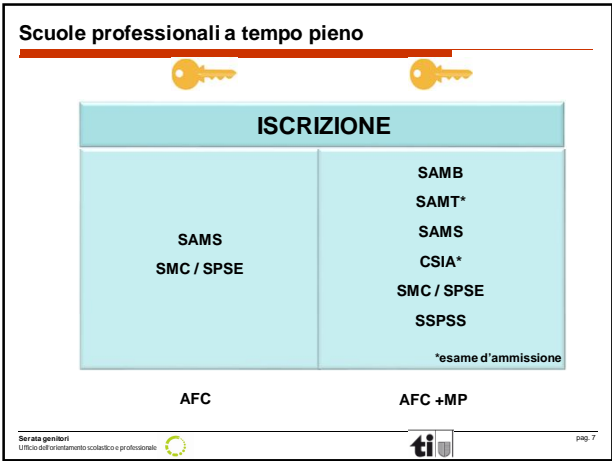 Scuole professionali a tempo pieno
ISCRIZIONE
SAMS
SMC / SPSE
SAMB
SAMT*
SAMS
CSIA*
SMC / SPSE
SSPSS
*esame d'ammissione
AFC
AFC +MP
Serata genitori
Ufficio dell'orientamento scolastico e professionale
ti
pag. 7